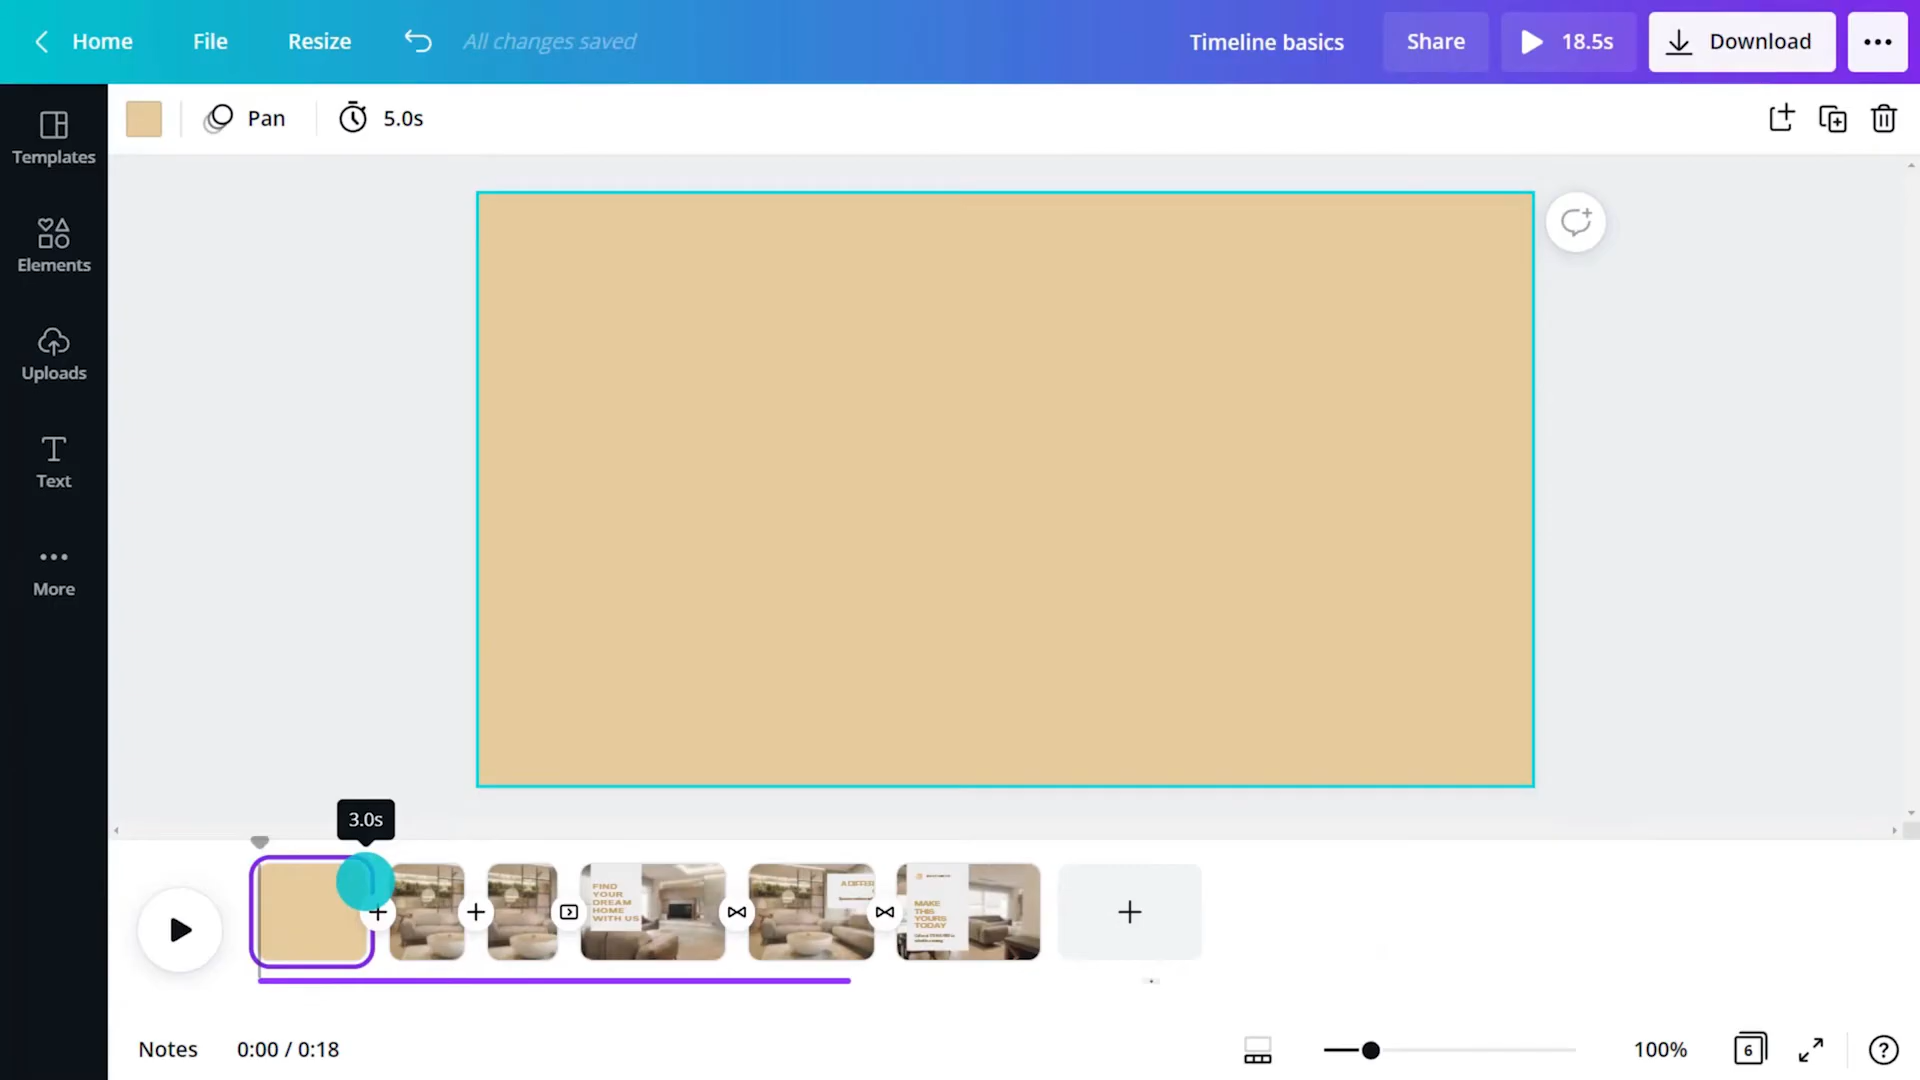 Home
File
Resize
All changes saved
Timeline basics
Share
18.5s
Download
Pan
5.0s
Templates
Elements
Uploads
Text
More
3.0s
FIND
YOUR
DREAM
HOME
WITH US
MAKE
THIS
YOURS
TODAY
Notes
0:00 / 0:18
100%
6
?